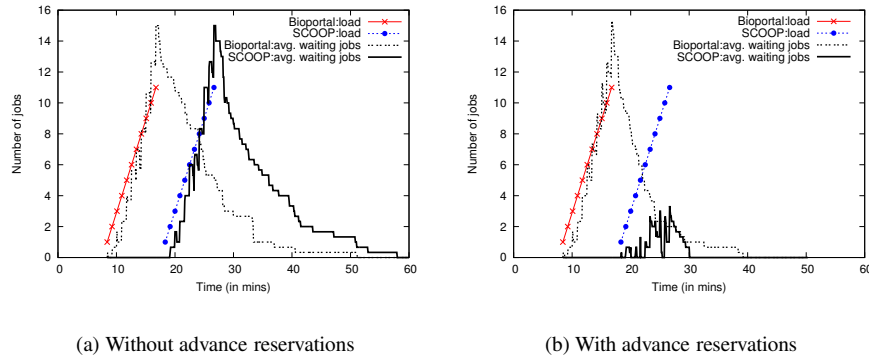 16
14
12
10
8
6
4
2
0
Number of jobs
Bioportal:load
SCOOP:load
Bioportal:avg. waiting jobs
SCOOP:avg. waiting jobs
0 10 20 30 40 50 60
Time (in mins)
(a) Without advance reservations
16
14
12
10
8
6
4
2
0
Number of jobs
Bioportal:load
SCOOP:load
Bioportal:avg. waiting jobs
SCOOP:avg. waiting jobs
0 10 20 30 40 50 60
Time (in mins)
(b) With advance reservations